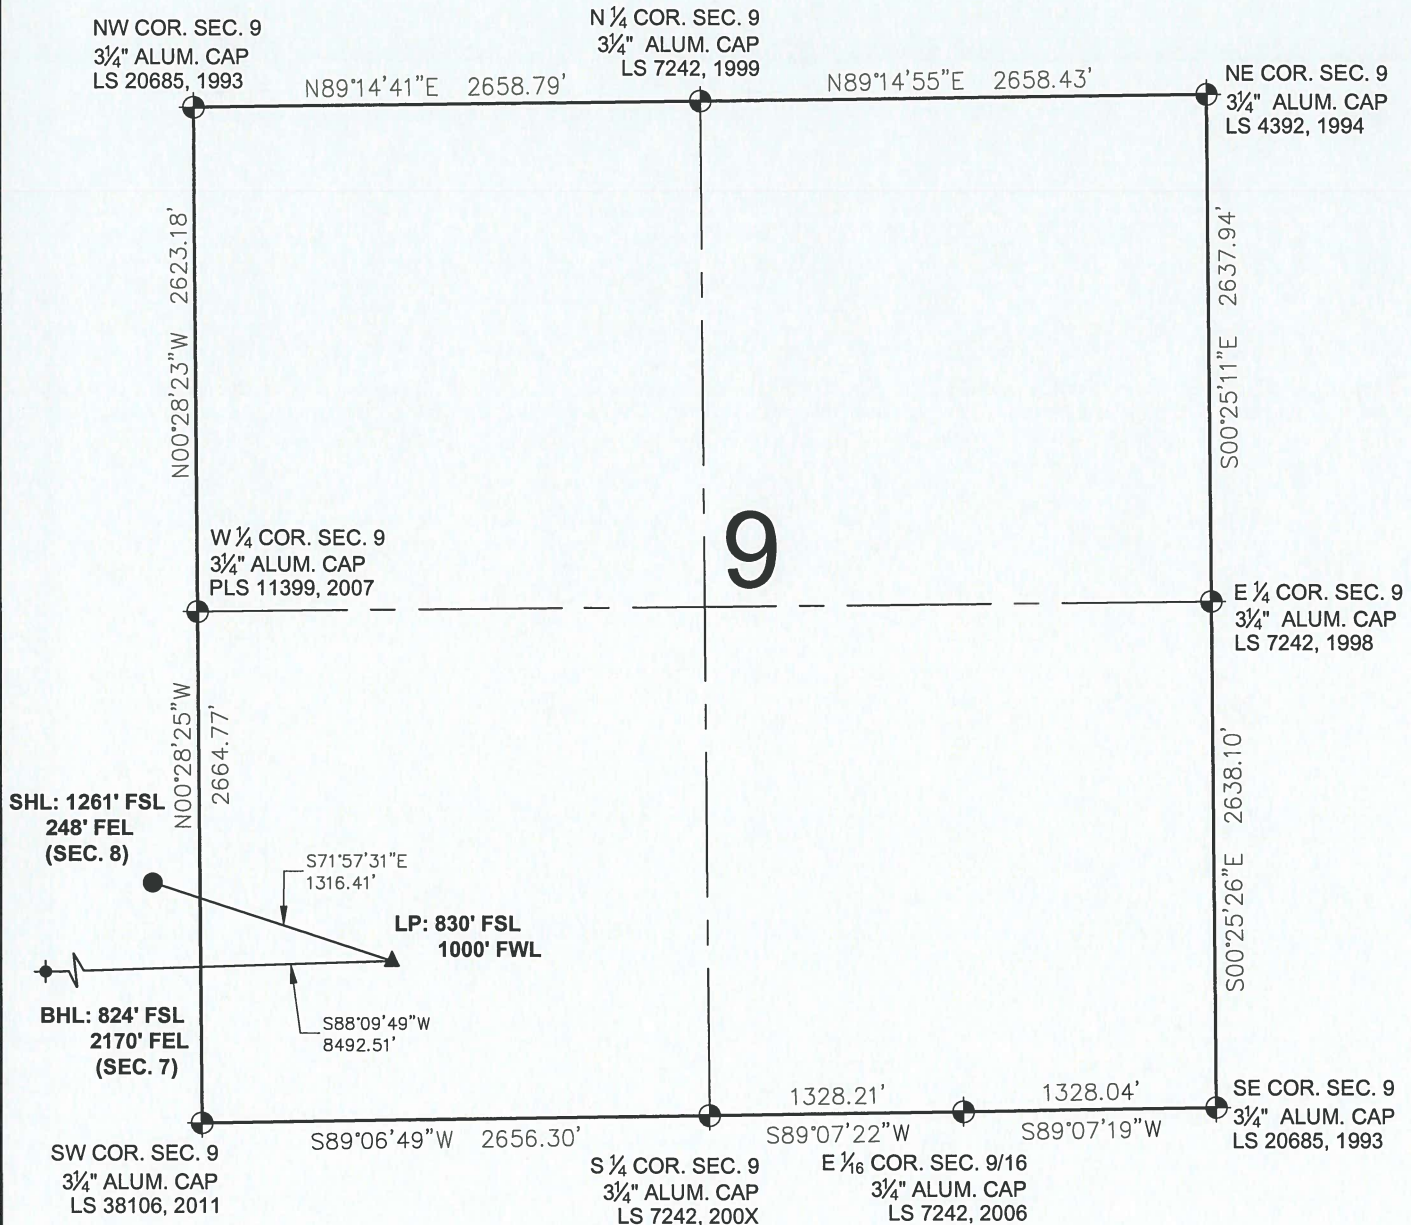 NW COR. SEC. 9
3¼" ALUM. CAP
LS 20685, 1993
N ¼ COR. SEC. 9
3¼" ALUM. CAP
LS 7242, 1999
NE COR. SEC. 9
3¼" ALUM. CAP
LS 4392, 1994
N89°14'41"E 2658.79'
N89°14'55"E 2658.43'
N00°28'23"W 2623.18'
S00°25'11"E 2637.94'
9
W ¼ COR. SEC. 9
3¼" ALUM. CAP
PLS 11399, 2007
E ¼ COR. SEC. 9
3¼" ALUM. CAP
LS 7242, 1998
N00°28'25"W
2664.77'
S00°25'26"E 2638.10'
SHL: 1261' FSL
248' FEL
(SEC. 8)
S71°57'31"E
1316.41'
LP: 830' FSL
1000' FWL
BHL: 824' FSL
2170' FEL
(SEC. 7)
S88°09'49"W
8492.51'
SW COR. SEC. 9
3¼" ALUM. CAP
LS 38106, 2011
S89°06'49"W 2656.30'
S ¼ COR. SEC. 9
3¼" ALUM. CAP
LS 7242, 200X
1328.21'
S89°07'22"W
E 1⁄16 COR. SEC. 9/16
3¼" ALUM. CAP
LS 7242, 2006
1328.04'
S89°07'19"W
SE COR. SEC. 9
3¼" ALUM. CAP
LS 20685, 1993